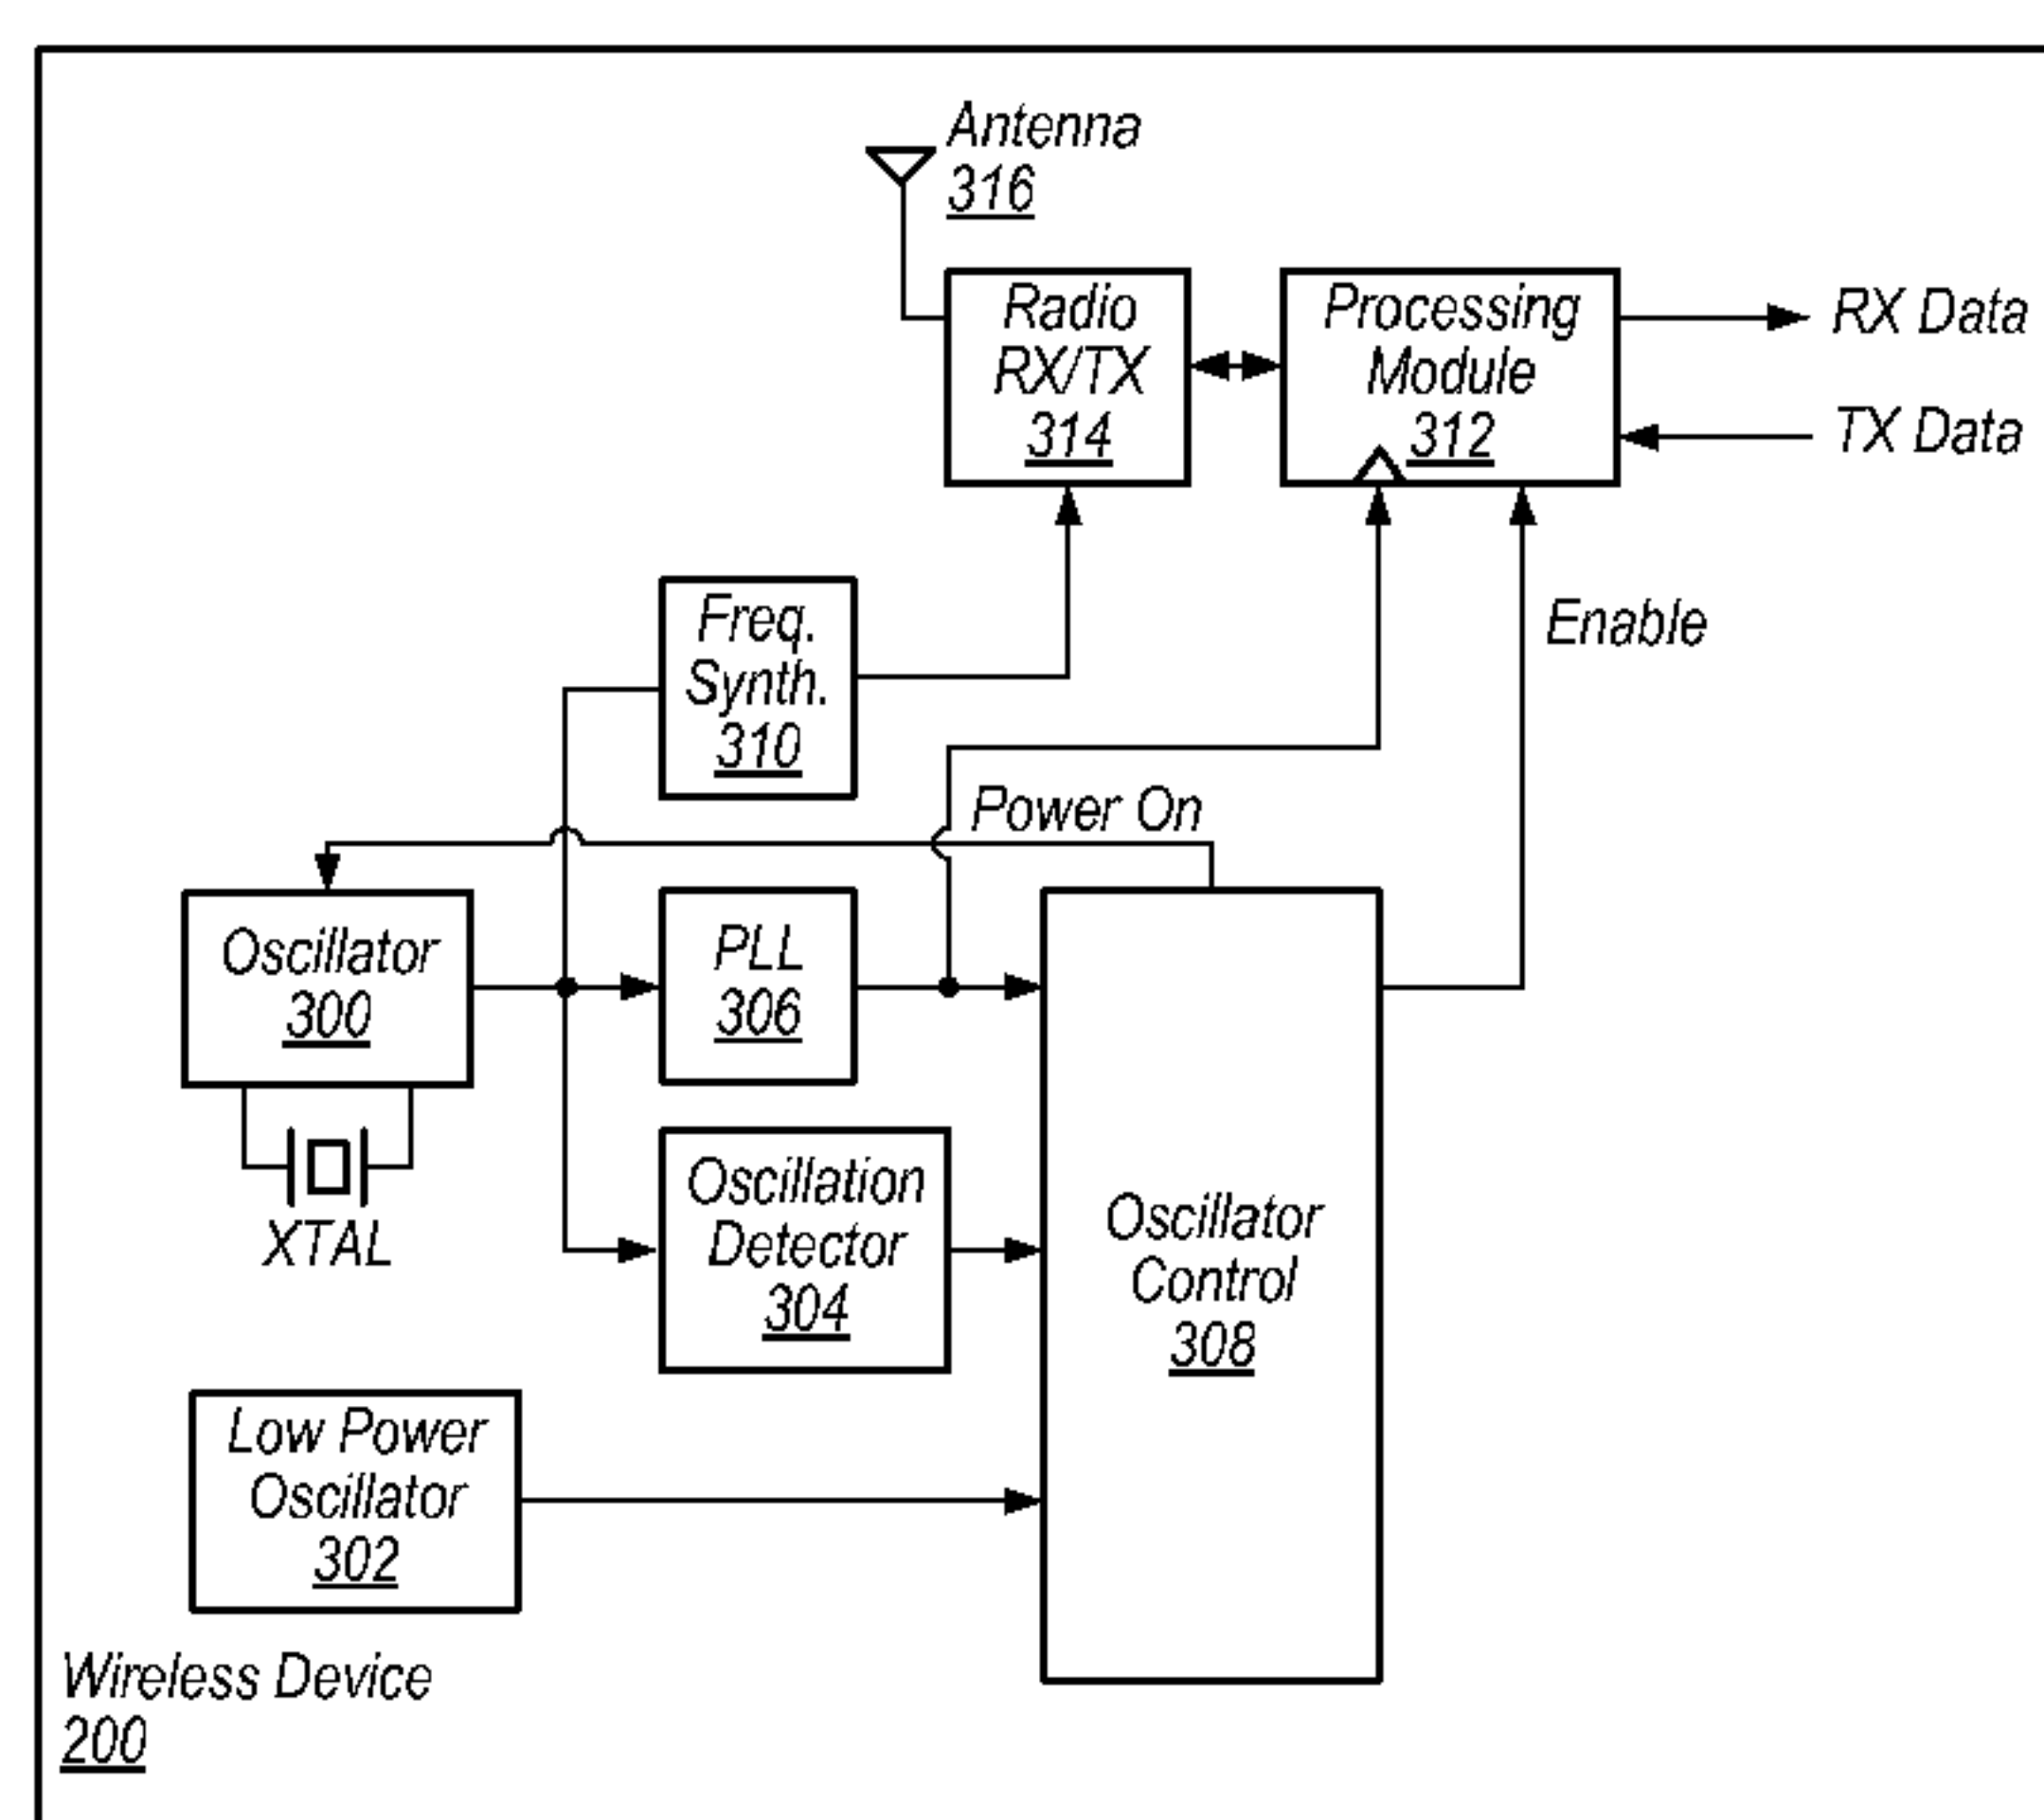 Antenna
316
Radio
RX/TX
314
Processing
Module
312
RX Data
TX Data
Freq.
Synth.
310
Enable
Power On
Oscillator
300
XTAL
PLL
306
Oscillation
Detector
304
Oscillator
Control
308
Low Power
Oscillator
302
Wireless Device
200